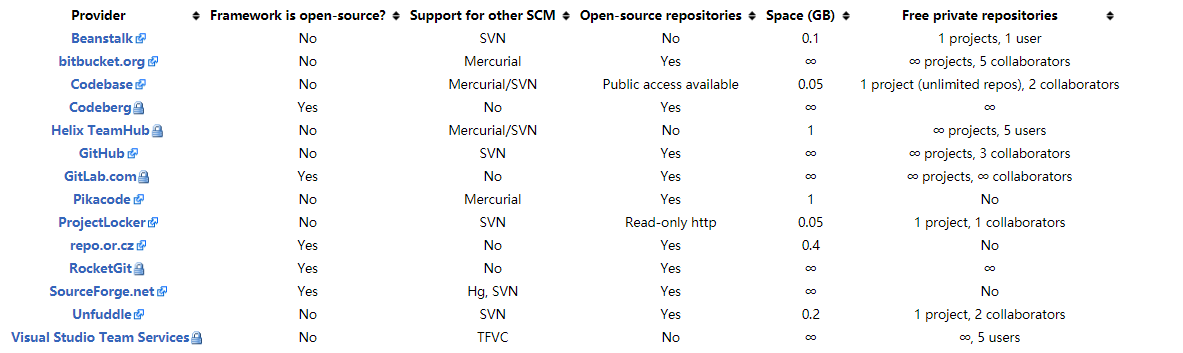 Provider Framework is open-source? Support for other SCM Open-source repositories Space (GB) Free private repositories
Beanstalk No SVN No 0.1 1 projects, 1 user
bitbucket.org No Mercurial Yes ∞ ∞ projects, 5 collaborators
Codebase No Mercurial/SVN Public access available 0.05 1 project (unlimited repos), 2 collaborators
Codeberg Yes No Yes ∞ ∞
Helix TeamHub No Mercurial/SVN No 1 ∞ projects, 5 users
GitHub No SVN Yes ∞ ∞ projects, 3 collaborators
GitLab.com Yes No Yes ∞ ∞ projects, ∞ collaborators
Pikacode No Mercurial Yes 1 No
ProjectLocker No SVN Read-only http 0.05 1 project, 1 collaborators
repo.or.cz Yes No Yes 0.4 No
RocketGit Yes No Yes ∞ ∞
SourceForge.net Yes Hg, SVN Yes ∞ No
Unfuddle No SVN Yes 0.2 1 project, 2 collaborators
Visual Studio Team Services No TFVC No ∞ ∞, 5 users